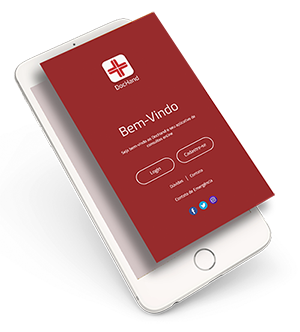 DocHand
Bem-Vindo
Seja bem-vindo ao DocHand o seu aplicativo de
consultas online
Login
Cadastre-se
Dúvidas | Contato
Contato de Emergência